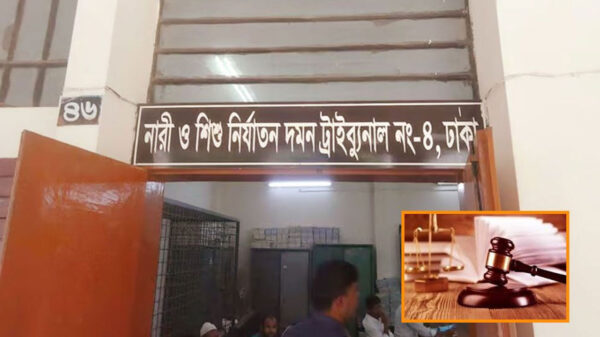 ৪৬
নারী ও শিশু নির্যাতন দমন ট্রাইব্যুনাল নং-৪, ঢাকা